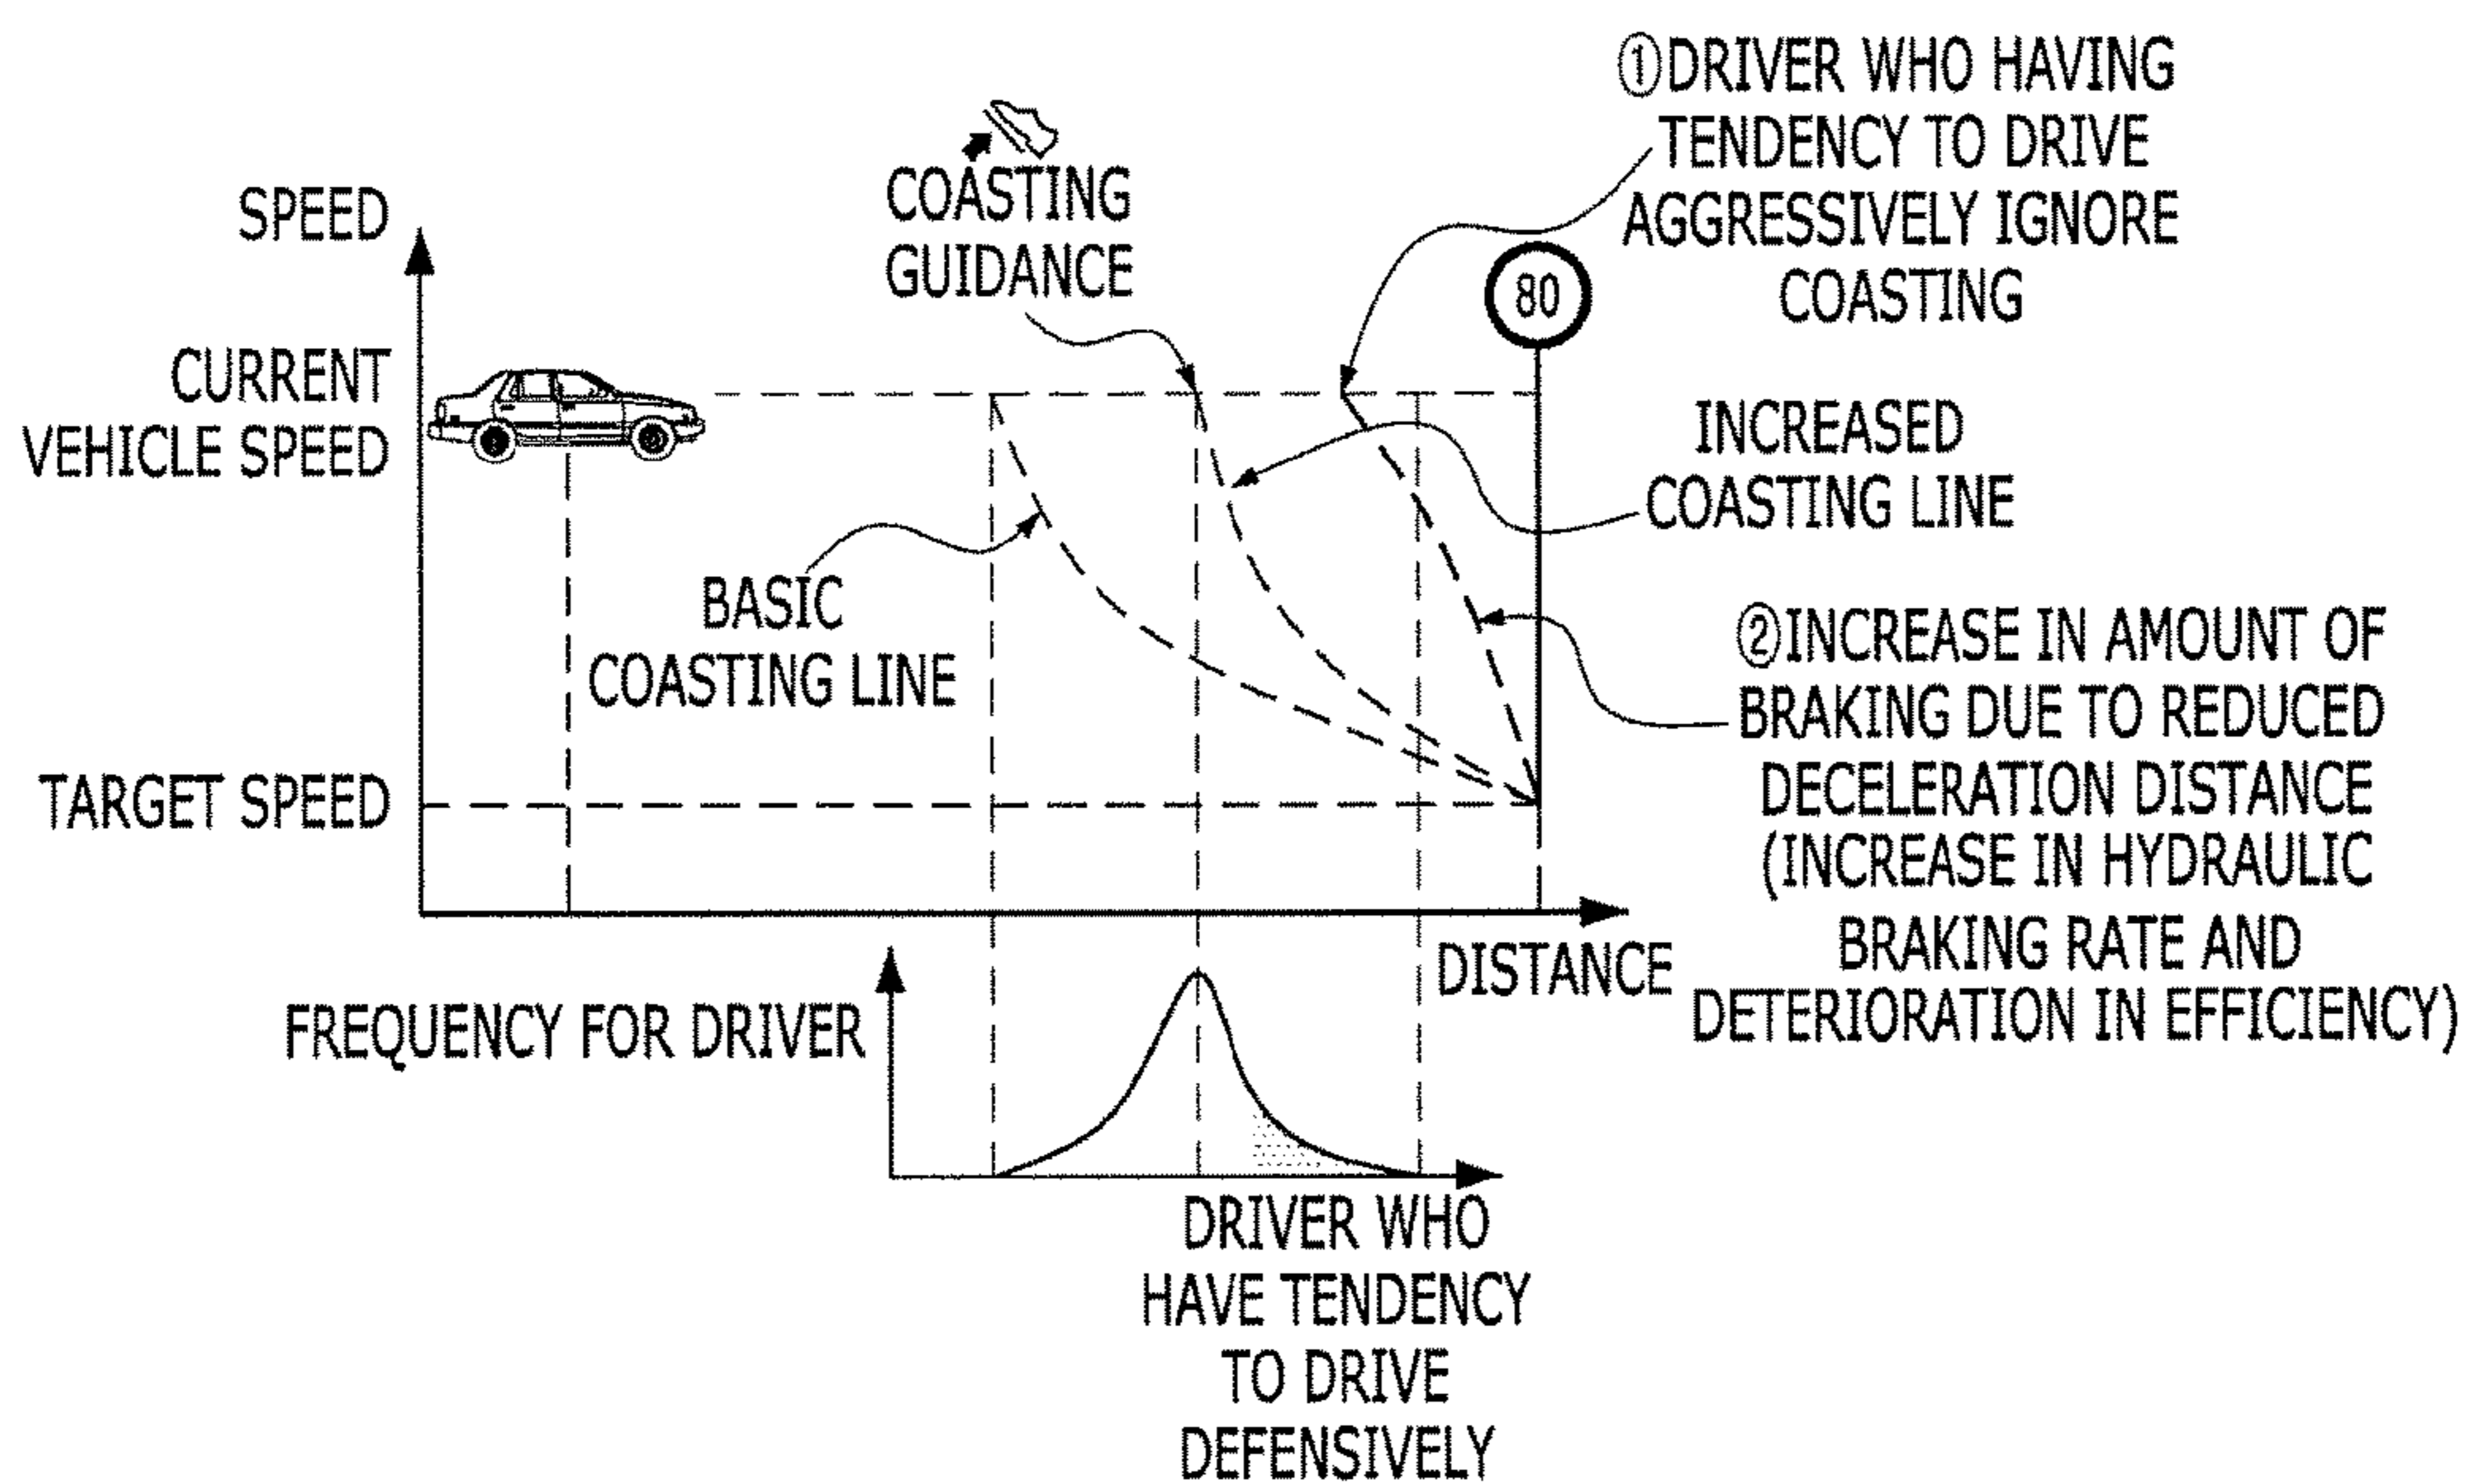 ①DRIVER WHO HAVING
TENDENCY TO DRIVE
AGGRESSIVELY IGNORE
COASTING
COASTING
GUIDANCE
SPEED
80
CURRENT
VEHICLE SPEED
INCREASED
COASTING LINE
BASIC
COASTING LINE
②INCREASE IN AMOUNT OF
BRAKING DUE TO REDUCED
DECELERATION DISTANCE
(INCREASE IN HYDRAULIC
BRAKING RATE AND
DETERIORATION IN EFFICIENCY)
TARGET SPEED
DISTANCE
FREQUENCY FOR DRIVER
DRIVER WHO
HAVE TENDENCY
TO DRIVE
DEFENSIVELY